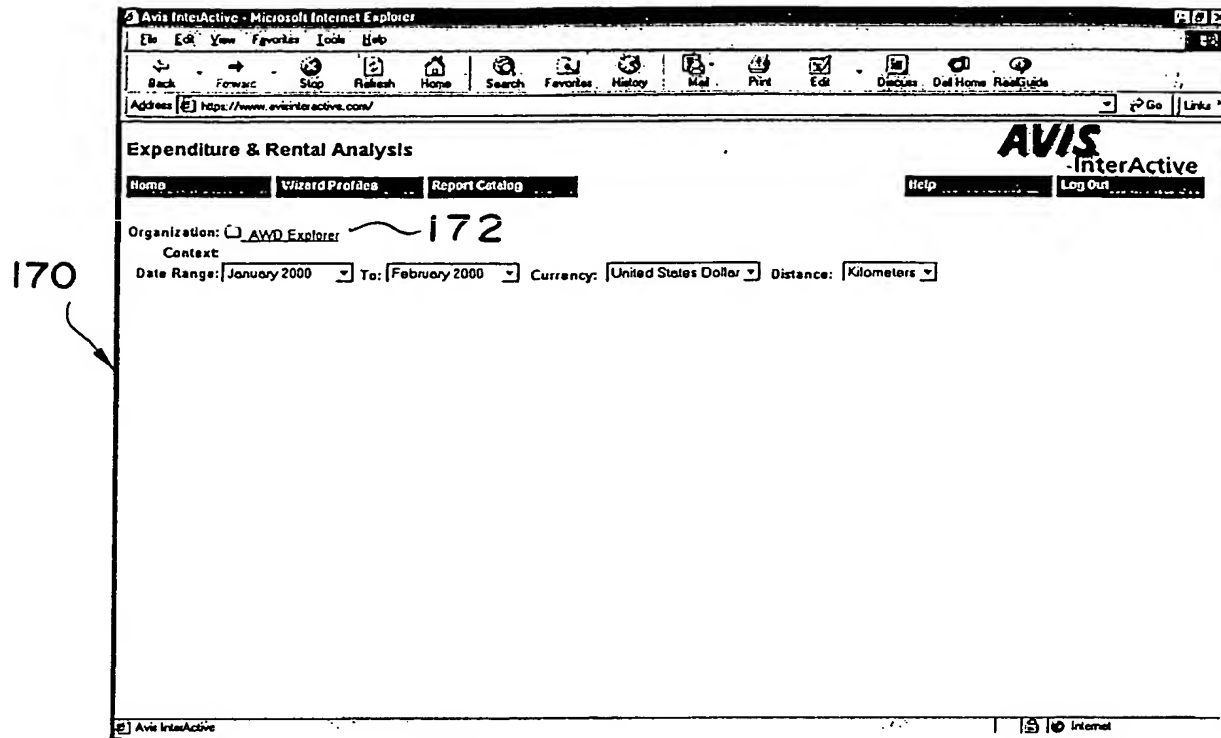 Avis InterActive - Microsoft Internet Explorer
File Edit View Favorites Tools Help
Back Forward Stop Refresh Home Search Favorites History Mail Print Edit Discuss Dial Home RealGuide
Address https://www.avisinteractive.com/ Go Links
Expenditure & Rental Analysis
AVIS
InterActive
Home Wizard Profiles Report Catalog Help Log Out
Organization: AWD Explorer 172
Context:
170
Date Range: January 2000 To: February 2000 Currency: United States Dollar Distance: Kilometers
Avis InterActive Internet